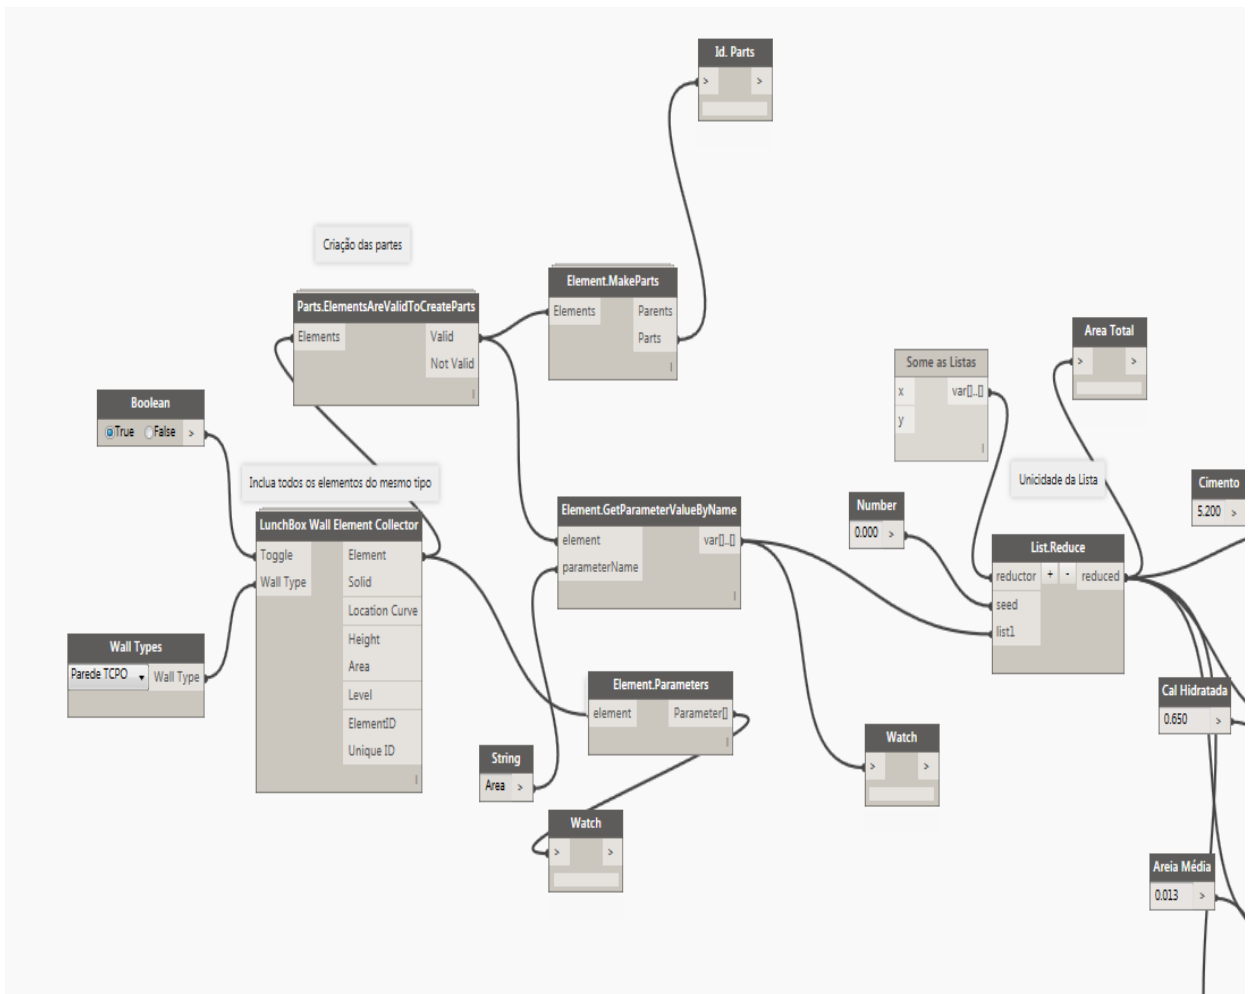 Id. Parts
>
>
Criação das partes
Parts.ElementsAreValidToCreateParts
Elements
Valid
Not Valid
l
Element.MakeParts
Elements
Parents
Parts
l
Boolean
True
False
>
Inclua todos os elementos do mesmo tipo
LunchBox Wall Element Collector
Toggle
Element
Wall Type
Solid
Location Curve
Height
Area
Level
ElementID
Unique ID
l
Wall Types
Parede TCPO
Wall Type
Element.GetParameterValueByName
element
var[]..[]
parameterName
l
Element.Parameters
element
Parameter[]
l
String
Area
>
Watch
>
>
Watch
>
>
Some as Listas
x
var[]..[]
y
l
Number
0.000
>
Unicidade da Lista
Area Total
>
>
List.Reduce
reductor
+
-
reduced
seed
list1
Cimento
5.200
>
Cal Hidratada
0.650
>
Areia Média
0.013
>